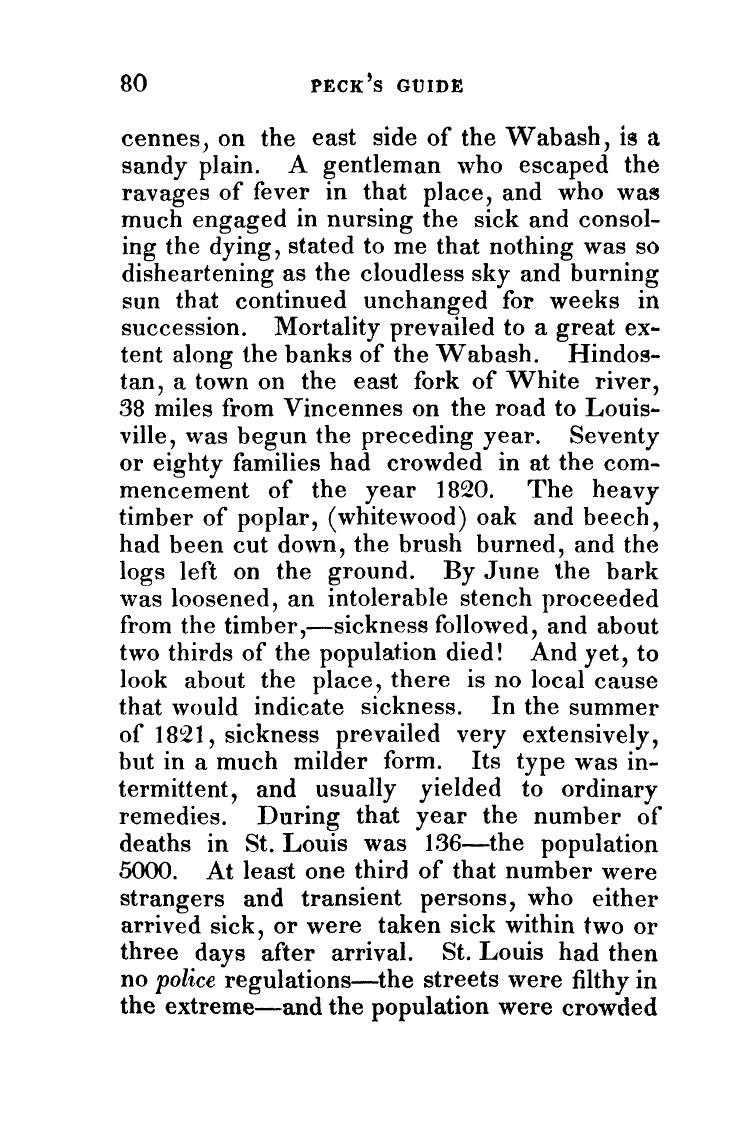 80 PECK'S GUIDE
cennes, on the east side of the Wabash, is a
sandy plain. A gentleman who escaped the
ravages of fever in that place, and who was
much engaged in nursing the sick and consol-
ing the dying, stated to me that nothing was so
disheartening as the cloudless sky and burning
sun that continued unchanged for weeks in
succession. Mortality prevailed to a great ex-
tent along the banks of the Wabash. Hindos-
tan, a town on the east fork of White river,
38 miles from Vincennes on the road to Louis-
ville, was begun the preceding year. Seventy
or eighty families had crowded in at the com-
mencement of the year 1820. The heavy
timber of poplar, (whitewood) oak and beech,
had been cut down, the brush burned, and the
logs left on the ground. By June the bark
was loosened, an intolerable stench proceeded
from the timber,—sickness followed, and about
two thirds of the population died! And yet, to
look about the place, there is no local cause
that would indicate sickness. In the summer
of 1821, sickness prevailed very extensively,
but in a much milder form. Its type was in-
termittent, and usually yielded to ordinary
remedies. During that year the number of
deaths in St. Louis was 136—the population
5000. At least one third of that number were
strangers and transient persons, who either
arrived sick, or were taken sick within two or
three days after arrival. St. Louis had then
no police regulations—the streets were filthy in
the extreme—and the population were crowded